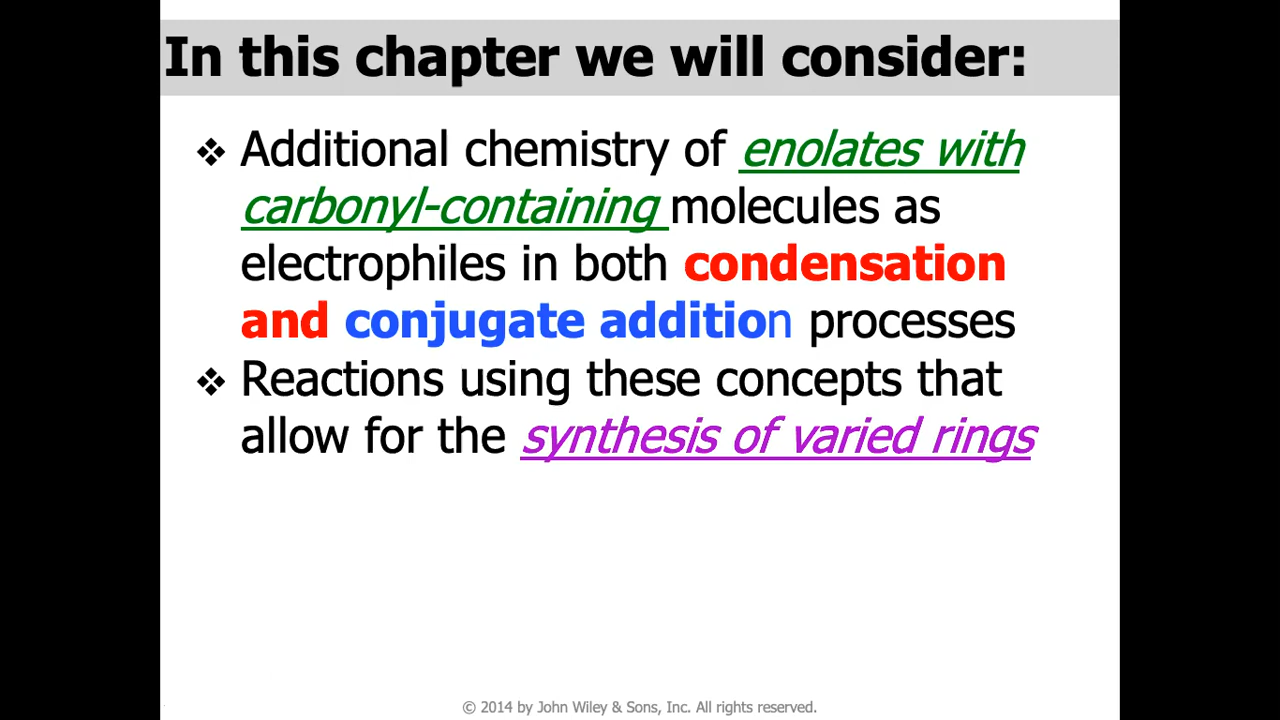 In this chapter we will consider:
❖ Additional chemistry of enolates with
carbonyl-containing molecules as
electrophiles in both condensation
and conjugate addition processes
❖ Reactions using these concepts that
allow for the synthesis of varied rings
© 2014 by John Wiley & Sons, Inc. All rights reserved.